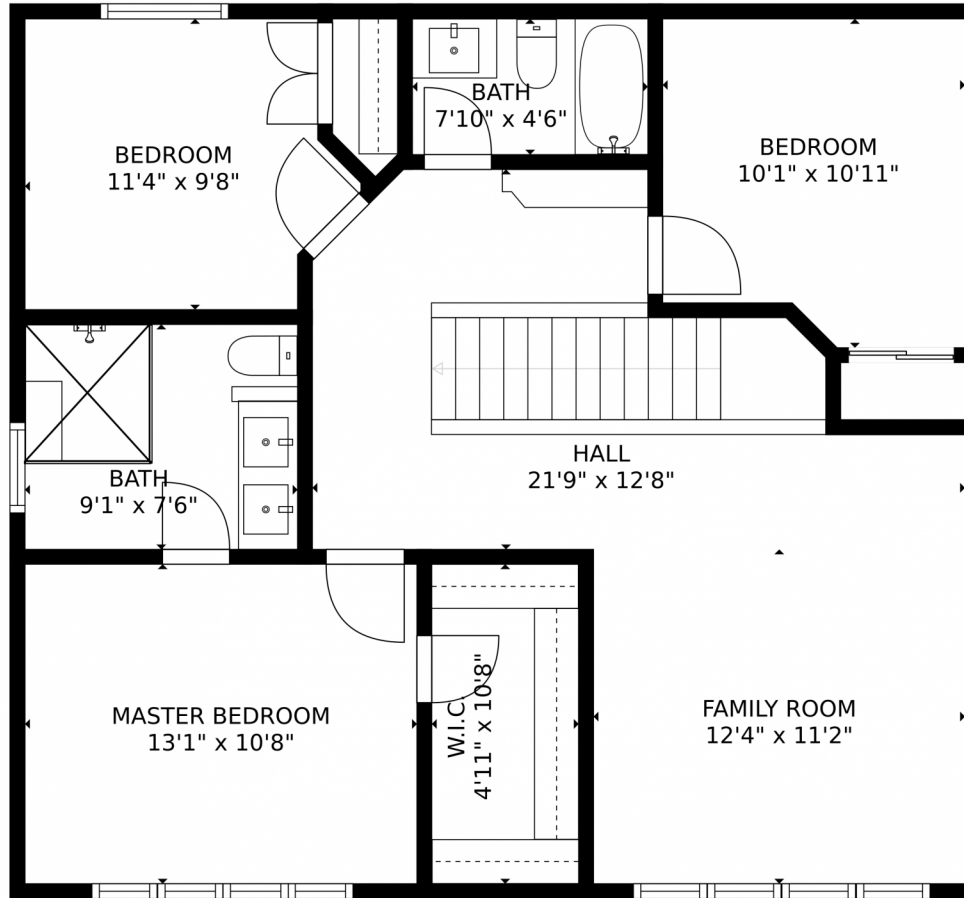 BATH
7'10" x 4'6"
BEDROOM
11'4" x 9'8"
BEDROOM
10'1" x 10'11"
HALL
21'9" x 12'8"
BATH
9'1" x 7'6"
MASTER BEDROOM
13'1" x 10'8"
W.I.C.
4'11" x 10'8"
FAMILY ROOM
12'4" x 11'2"